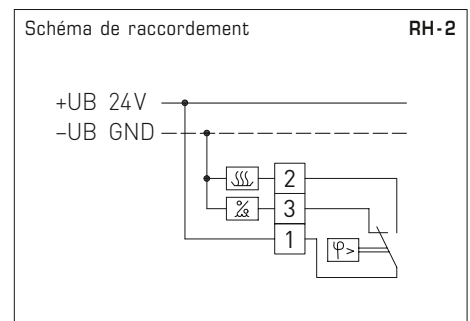 Schéma de raccordement RH-2
+UB 24V
–UB GND
2
% 3
1
φ>